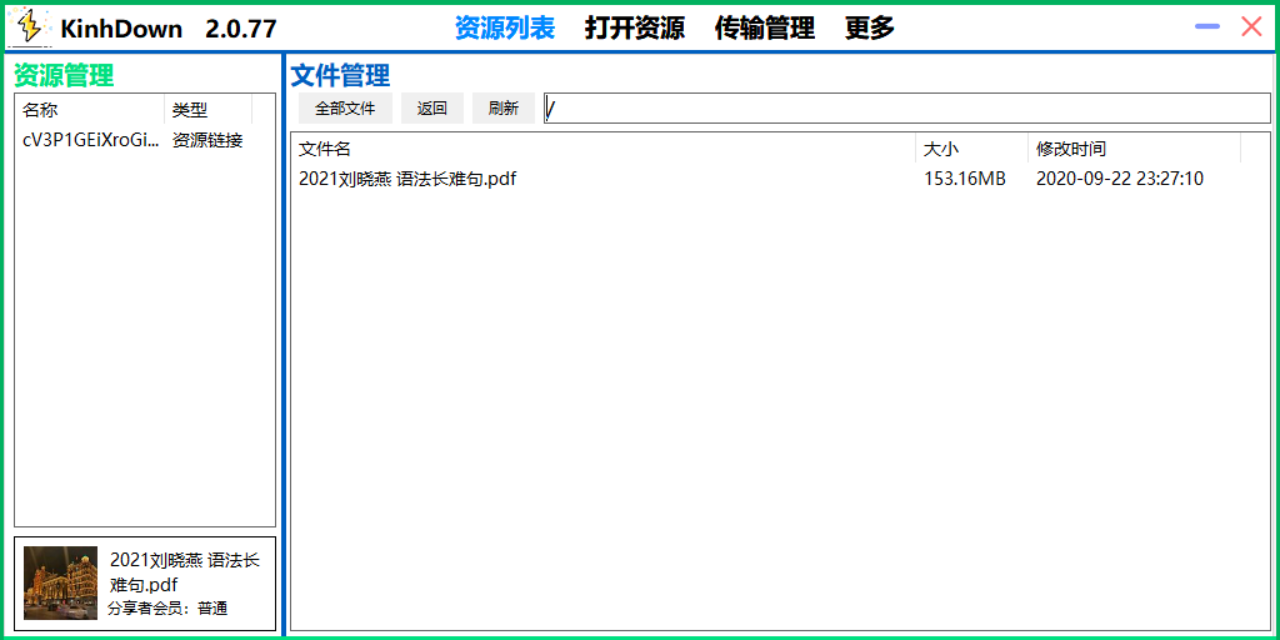 KinhDown 2.0.77
资源列表 打开资源 传输管理 更多
资源管理
名称 类型
cV3P1GEiXroGi... 资源链接
文件管理
全部文件 返回 刷新 /
文件名 大小 修改时间
2021刘晓燕 语法长难句.pdf 153.16MB 2020-09-22 23:27:10
2021刘晓燕 语法长
难句.pdf
分享者会员：普通